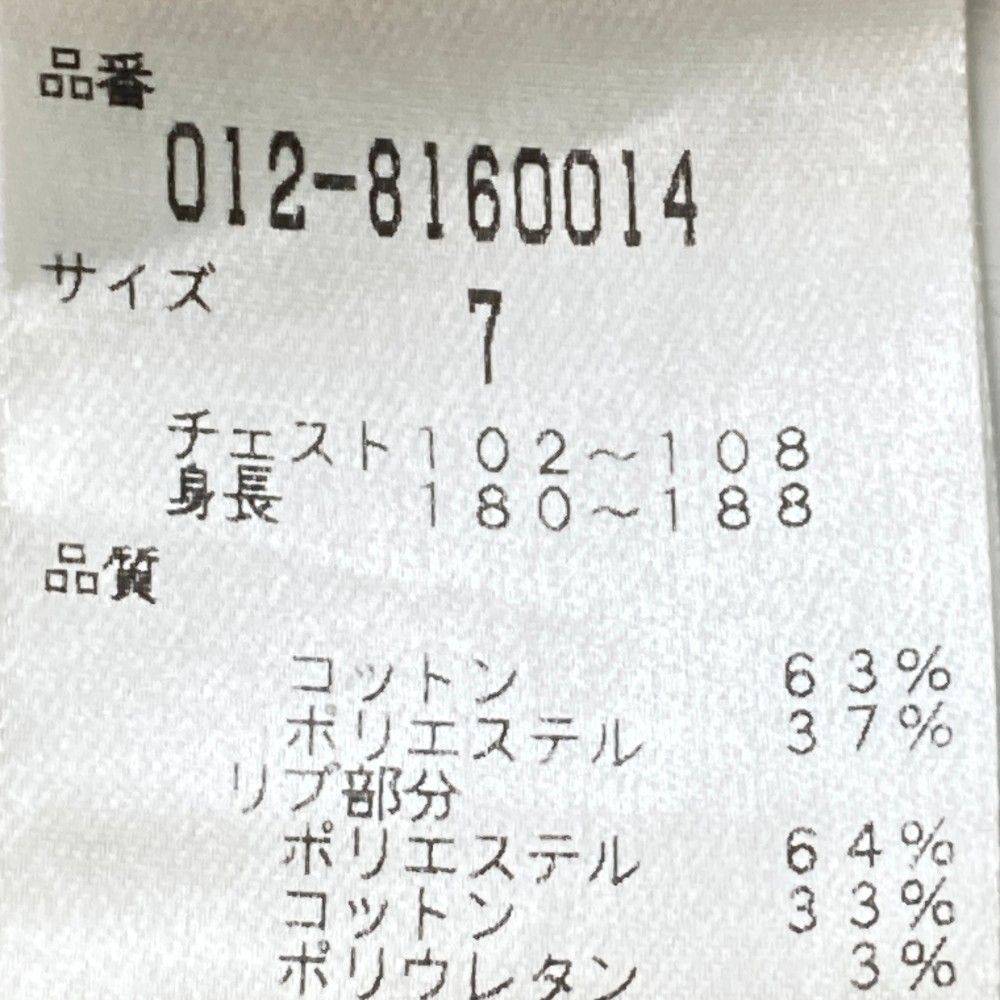 品番
012-8160014
サイズ
7
チェスト102〜108
身長 180〜188
品質
コットン 63%
ポリエステル 37%
リブ部分
ポリエステル 64%
コットン 33%
ポリウレタン 3%